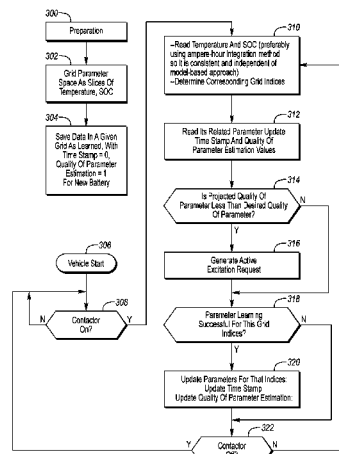 300
Preparation
302
Grid Parameter
Space As Slices Of
Temperature, SOC
304
Save Data In A Given
Grid As Learned, With
Time Stamp = 0,
Quality Of Parameter
Estimation = 1
For New Battery
306
Vehicle Start
308
Contactor
On?
N
Y
310
--Read Temperature And SOC (preferably
using ampere-hour integration method
so it is consistent and independent of
model-based approach)
--Determine Corresponding Grid Indices
312
Read Its Related Parameter Update
Time Stamp And Quality Of
Parameter Estimation Values
314
Is Projected Quality Of
Parameter Less Than Desired Quality
Of Parameter?
N
Y
316
Generate Active
Excitation Request
318
Parameter Learning
Successful For This Grid
Indices?
N
Y
320
Update Parameters For That Indices:
Update Time Stamp
Update Quality Of Parameter Estimation:
322
Y
Contactor
N